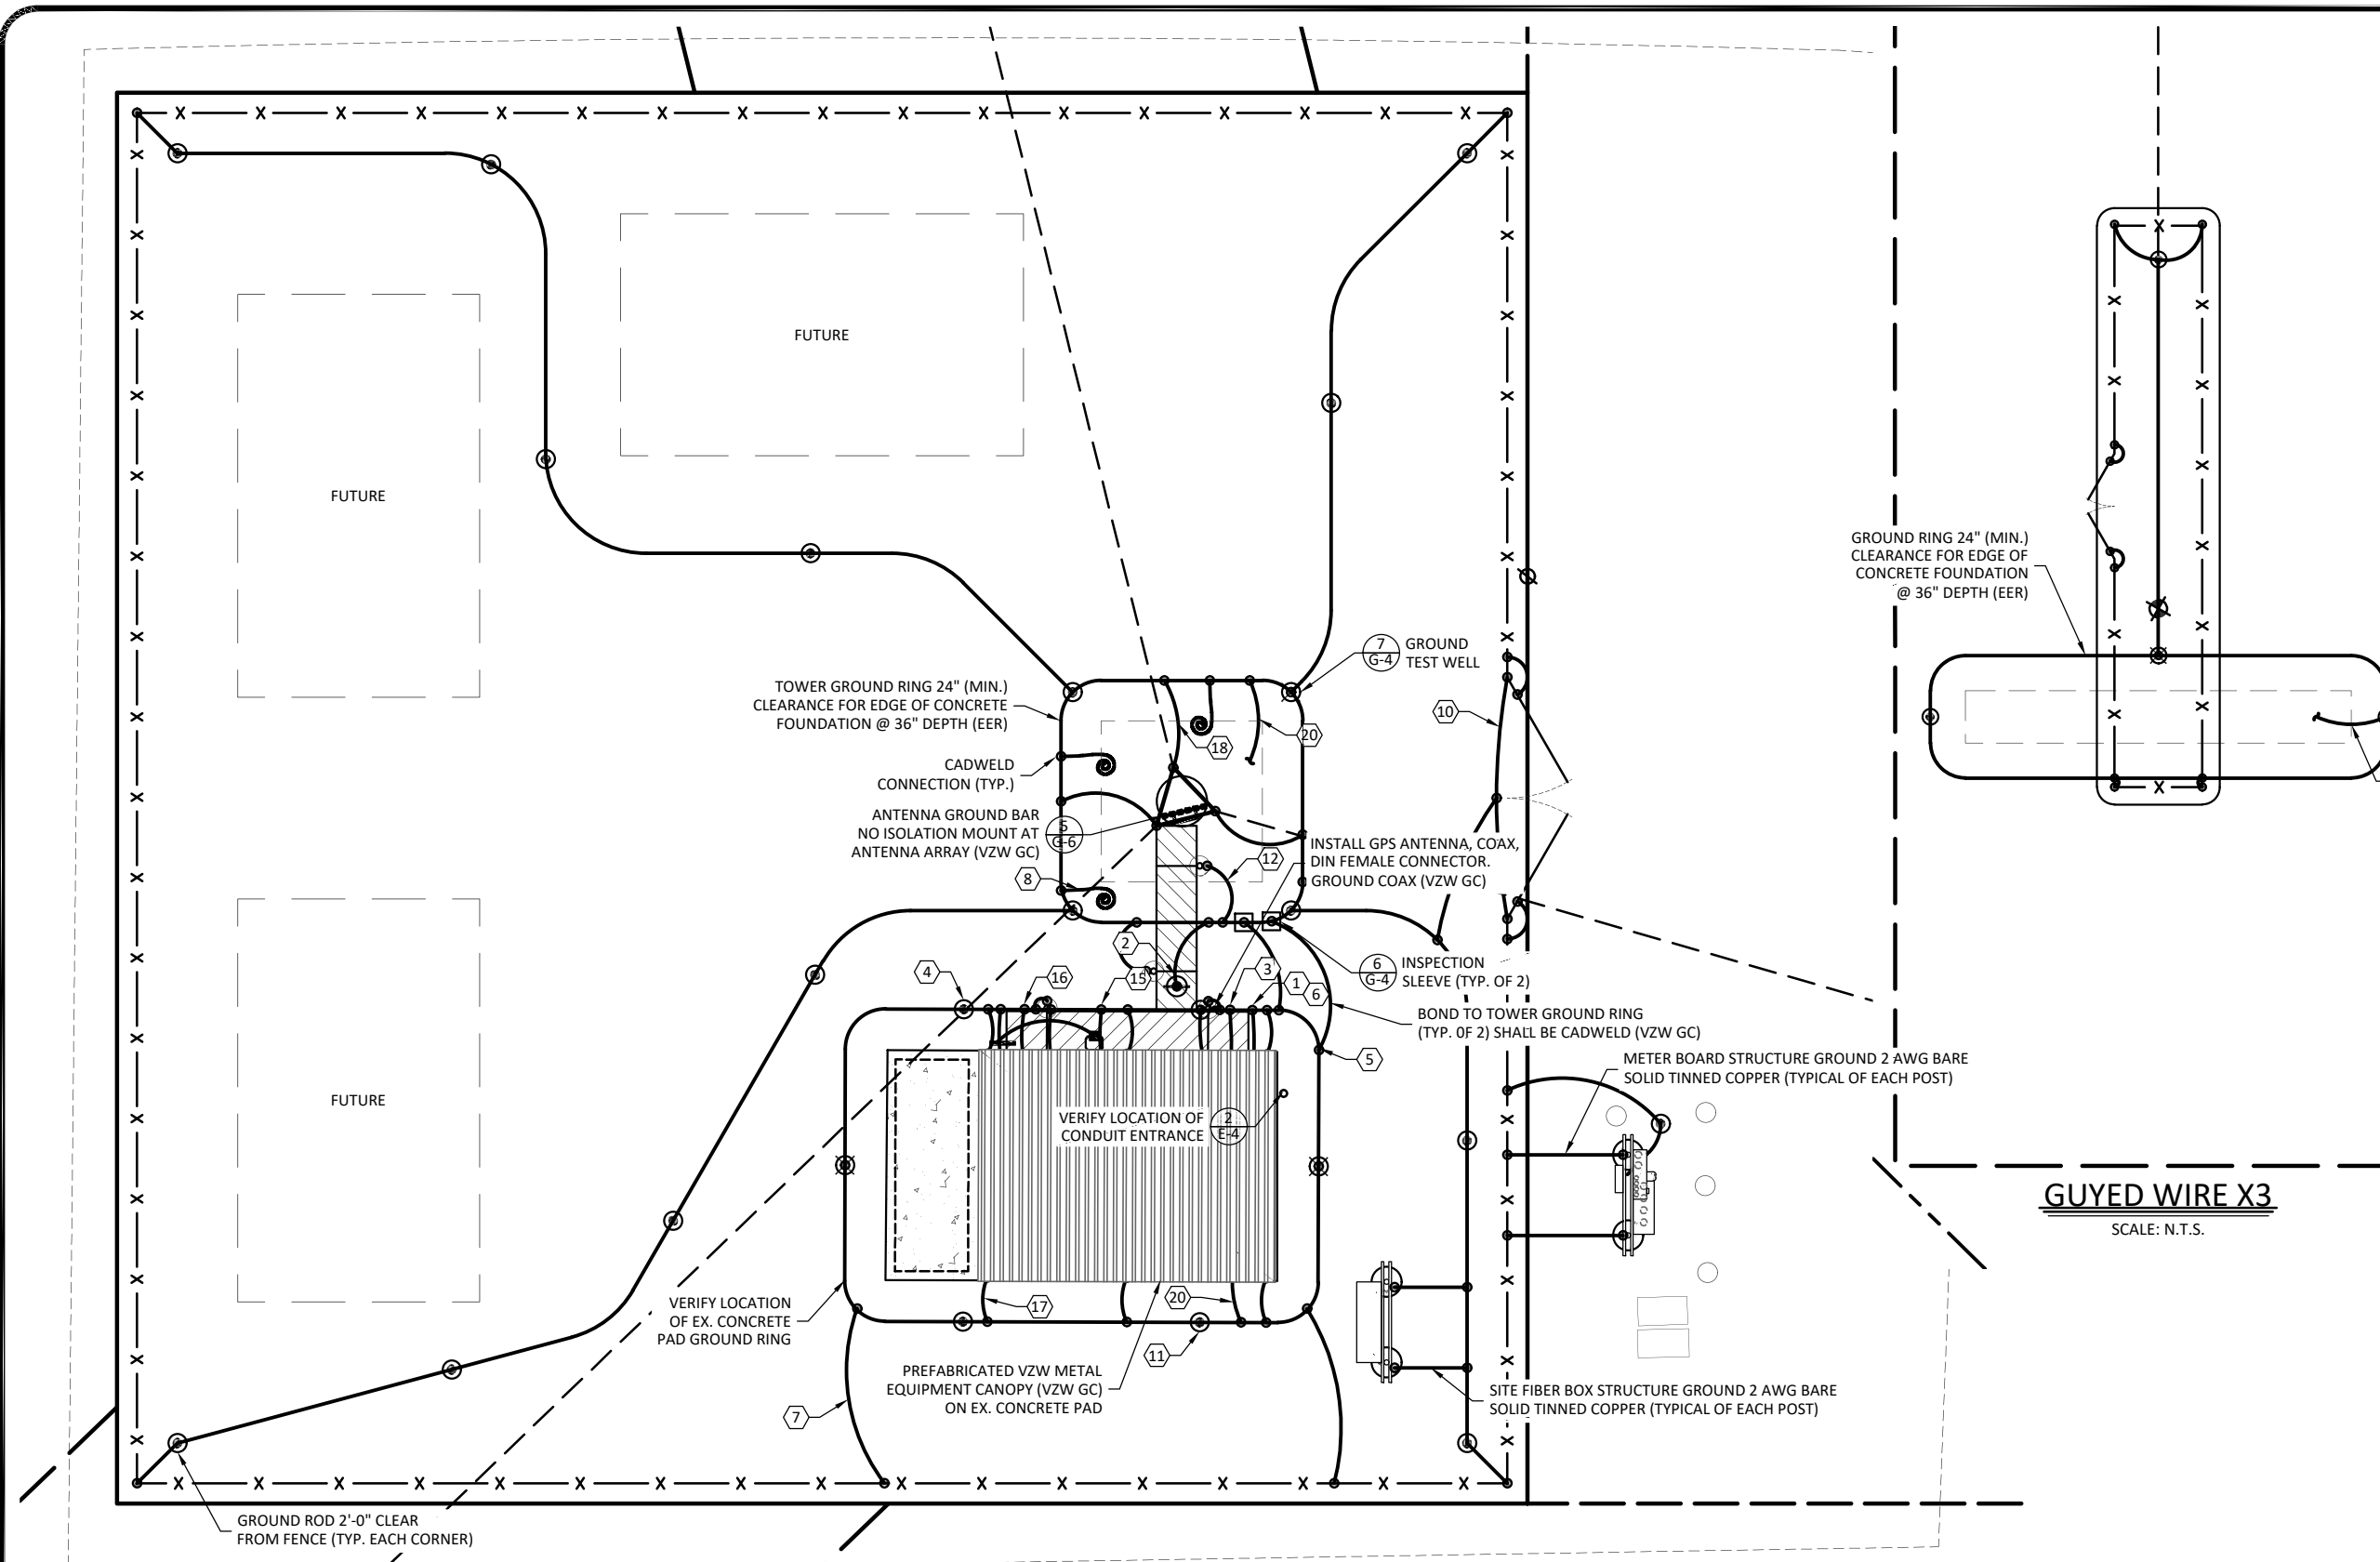 FUTURE
FUTURE
FUTURE
GROUND RING 24" (MIN.)
CLEARANCE FOR EDGE OF
CONCRETE FOUNDATION
@ 36" DEPTH (EER)
7
G-4
GROUND
TEST WELL
TOWER GROUND RING 24" (MIN.)
CLEARANCE FOR EDGE OF CONCRETE
FOUNDATION @ 36" DEPTH (EER)
10
18
20
CADWELD
CONNECTION (TYP.)
ANTENNA GROUND BAR
NO ISOLATION MOUNT AT
ANTENNA ARRAY (VZW GC)
5
G-6
INSTALL GPS ANTENNA, COAX,
DIN FEMALE CONNECTOR.
GROUND COAX (VZW GC)
12
8
2
4
16
15
3
1
6
6
G-4
INSPECTION
SLEEVE (TYP. OF 2)
BOND TO TOWER GROUND RING
(TYP. 0F 2) SHALL BE CADWELD (VZW GC)
5
METER BOARD STRUCTURE GROUND 2 AWG BARE
SOLID TINNED COPPER (TYPICAL OF EACH POST)
VERIFY LOCATION OF
CONDUIT ENTRANCE
2
E-4
GUYED WIRE X3
SCALE: N.T.S.
VERIFY LOCATION
OF EX. CONCRETE
PAD GROUND RING
17
20
11
PREFABRICATED VZW METAL
EQUIPMENT CANOPY (VZW GC)
ON EX. CONCRETE PAD
7
SITE FIBER BOX STRUCTURE GROUND 2 AWG BARE
SOLID TINNED COPPER (TYPICAL OF EACH POST)
GROUND ROD 2'-0" CLEAR
FROM FENCE (TYP. EACH CORNER)